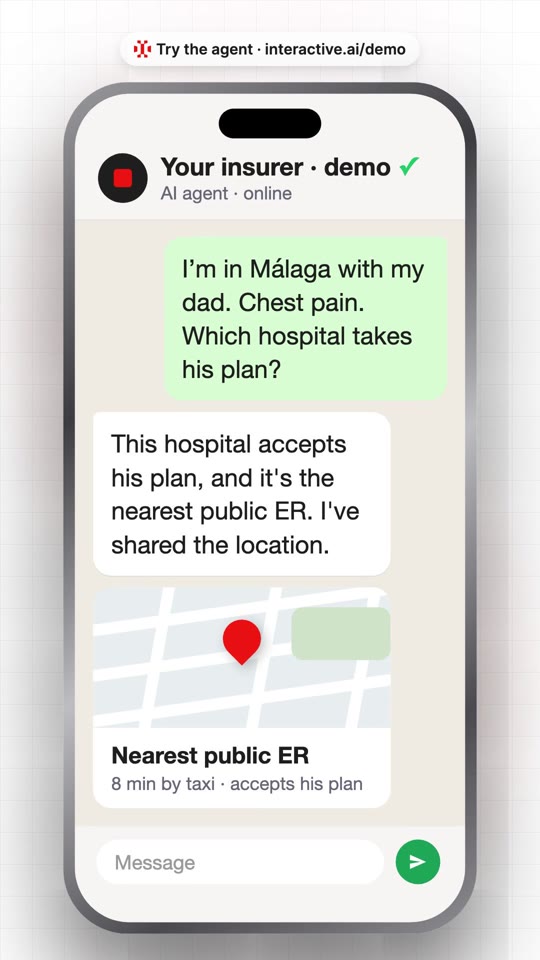 Try the agent · interactive.ai/demo
Your insurer · demo ✓
AI agent · online
I’m in Málaga with my
dad. Chest pain.
Which hospital takes
his plan?
This hospital accepts
his plan, and it's the
nearest public ER. I've
shared the location.
Nearest public ER
8 min by taxi · accepts his plan
Message